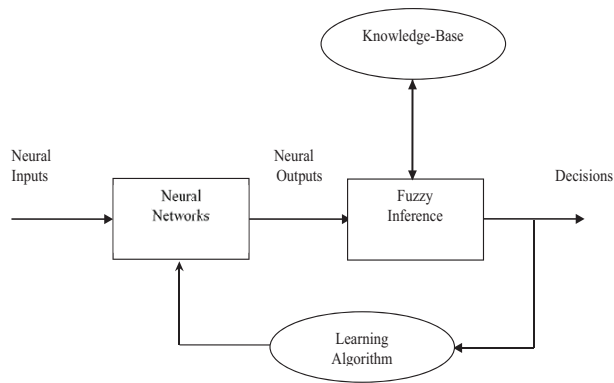 Knowledge-Base
Neural
Inputs
Neural
Networks
Neural
Outputs
Fuzzy
Inference
Decisions
Learning
Algorithm